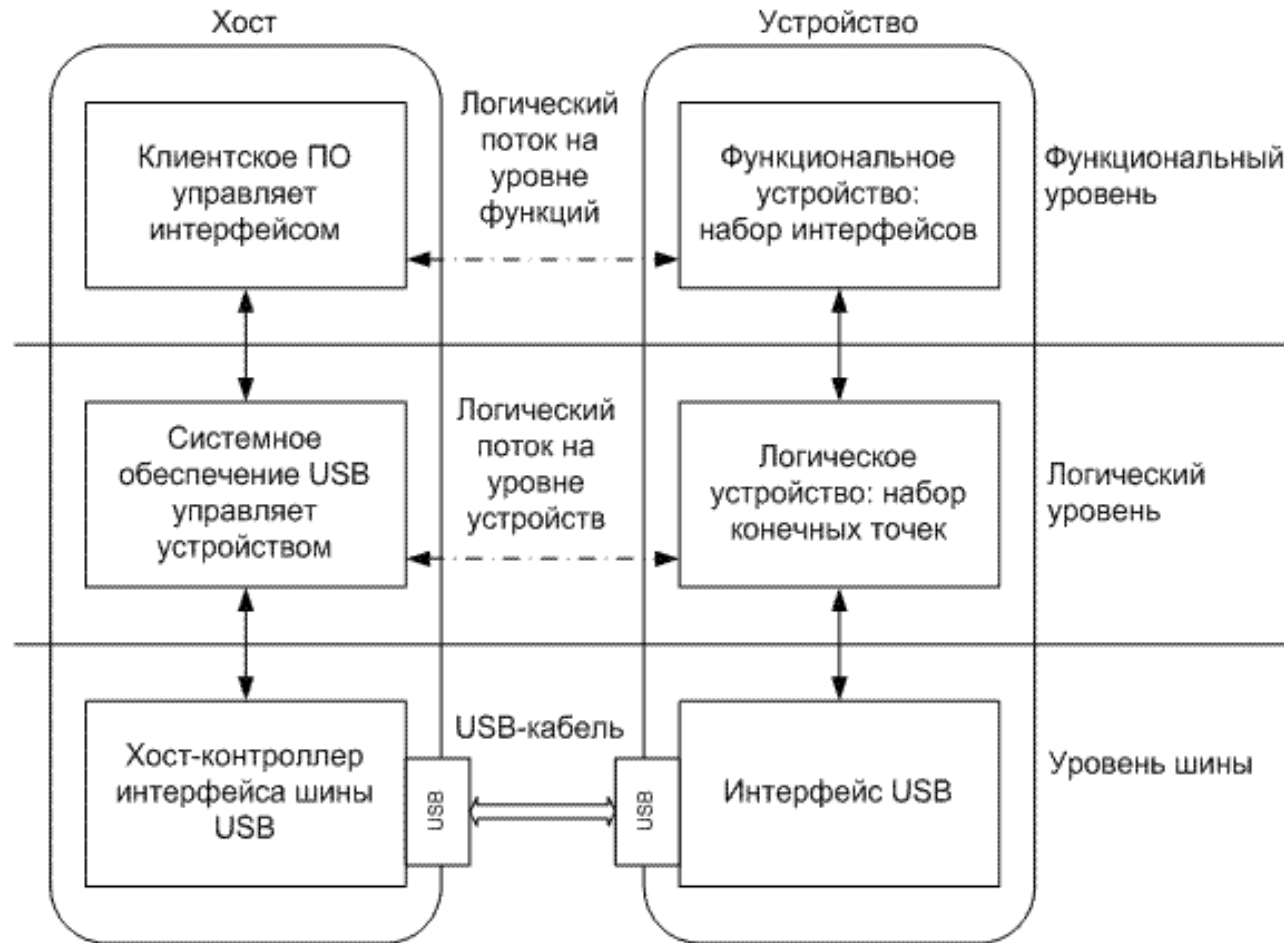 Хост
Устройство
Клиентское ПО
управляет
интерфейсом
Логический
поток на
уровне
функций
Функциональное
устройство:
набор интерфейсов
Функциональный
уровень
Системное
обеспечение USB
управляет
устройством
Логический
поток на
уровне
устройств
Логическое
устройство: набор
конечных точек
Логический
уровень
Хост-контроллер
интерфейса шины
USB
USB
USB-кабель
USB
Интерфейс USB
Уровень шины